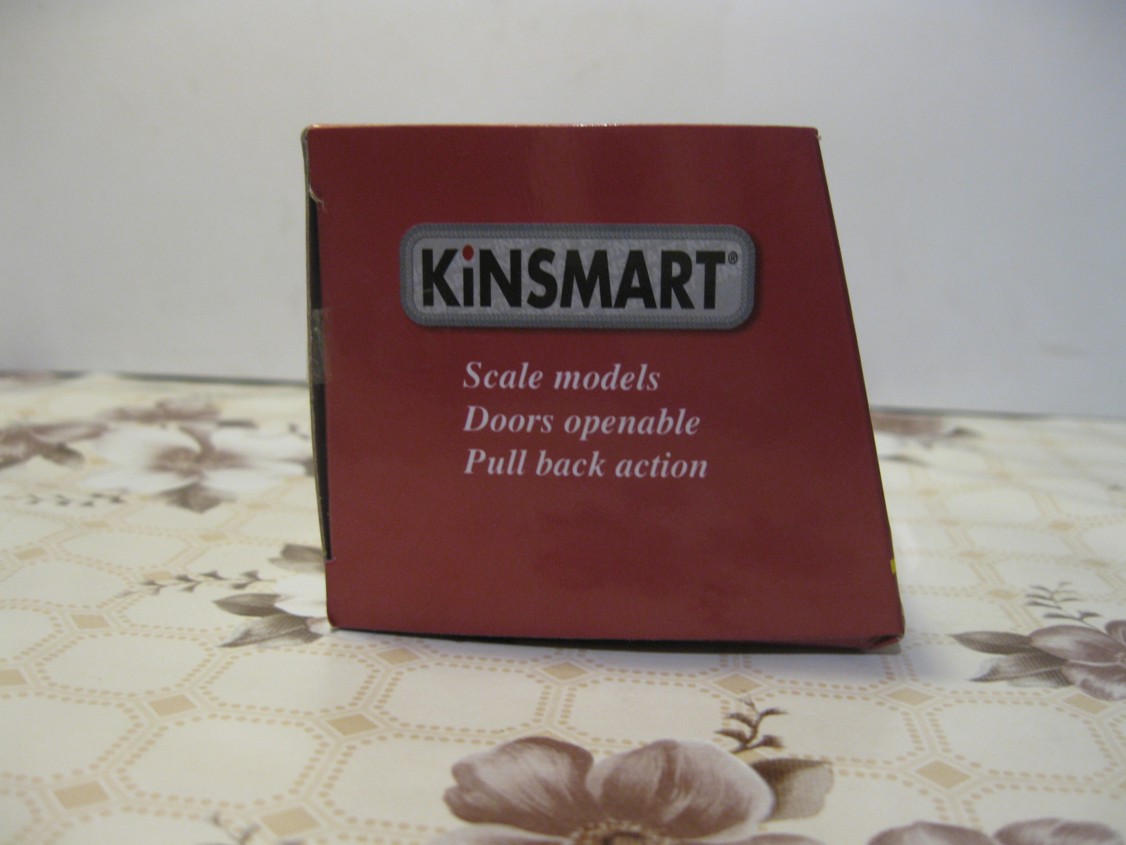 KiNSMART®
Scale models
Doors openable
Pull back action